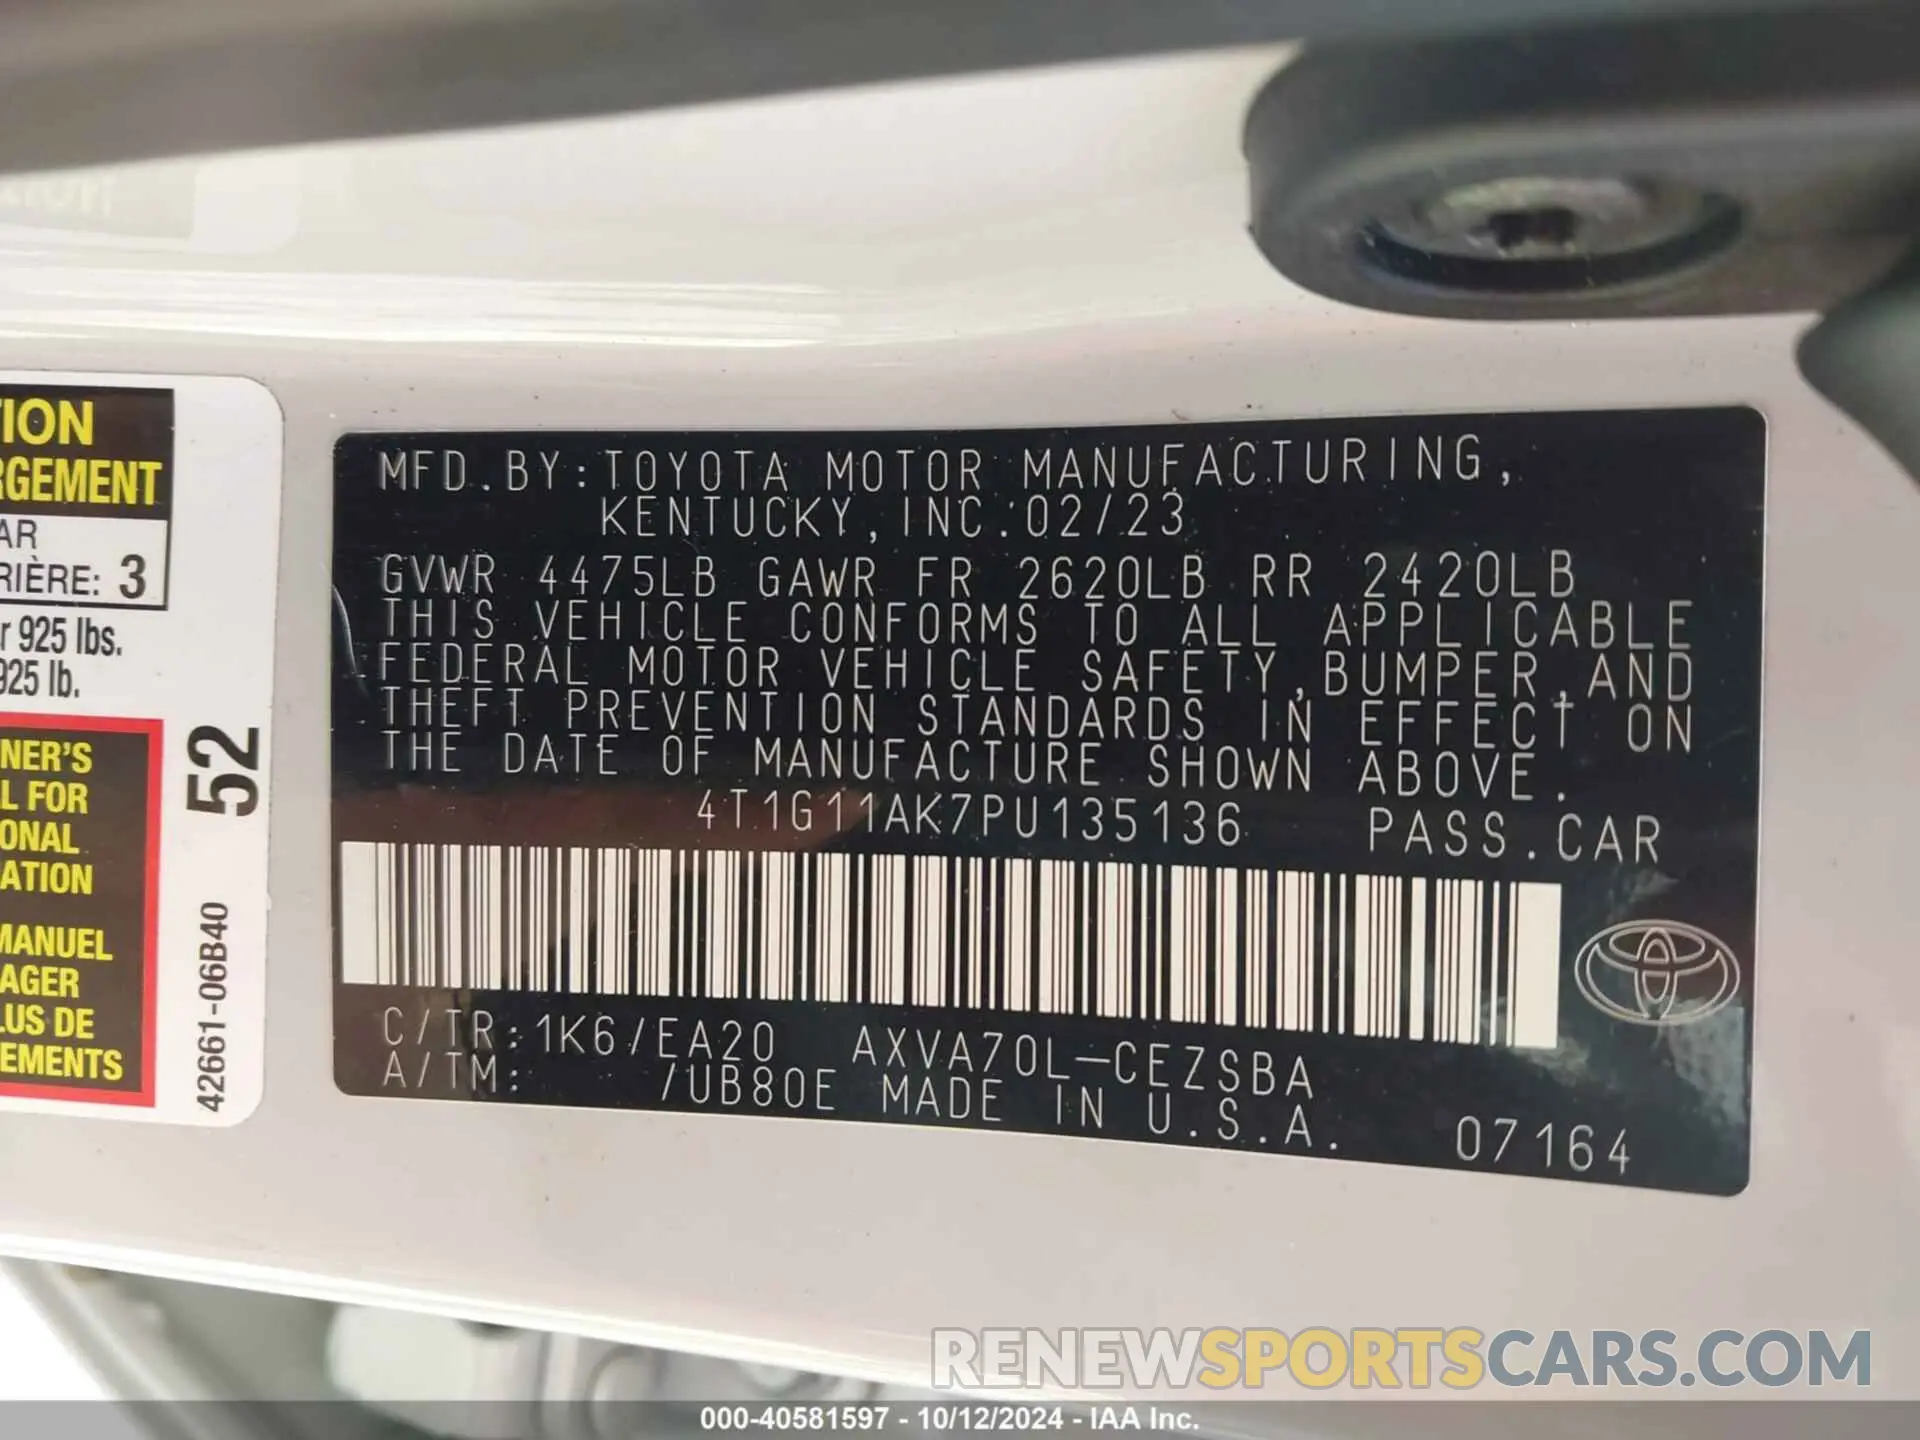 TION
RGEMENT
AR
RIÈRE: 3
r 925 lbs.
925 lb.
NER'S
L FOR
ONAL
ATION
MANUEL
AGER
LUS DE
EMENTS
52
42661-06B40
MFD.BY:TOYOTA MOTOR MANUFACTURING,
KENTUCKY,INC.02/23
GVWR 4475LB GAWR FR 2620LB RR 2420LB
THIS VEHICLE CONFORMS TO ALL APPLICABLE
FEDERAL MOTOR VEHICLE SAFETY,BUMPER,AND
THEFT PREVENTION STANDARDS IN EFFECT ON
THE DATE OF MANUFACTURE SHOWN ABOVE.
4T1G11AK7PU135136 PASS.CAR
C/TR:1K6/EA20 AXVA70L-CEZSBA
A/TM: /UB80E MADE IN U.S.A.
07164
RENEWSPORTSCARS.COM
000-40581597 - 10/12/2024 - IAA Inc.